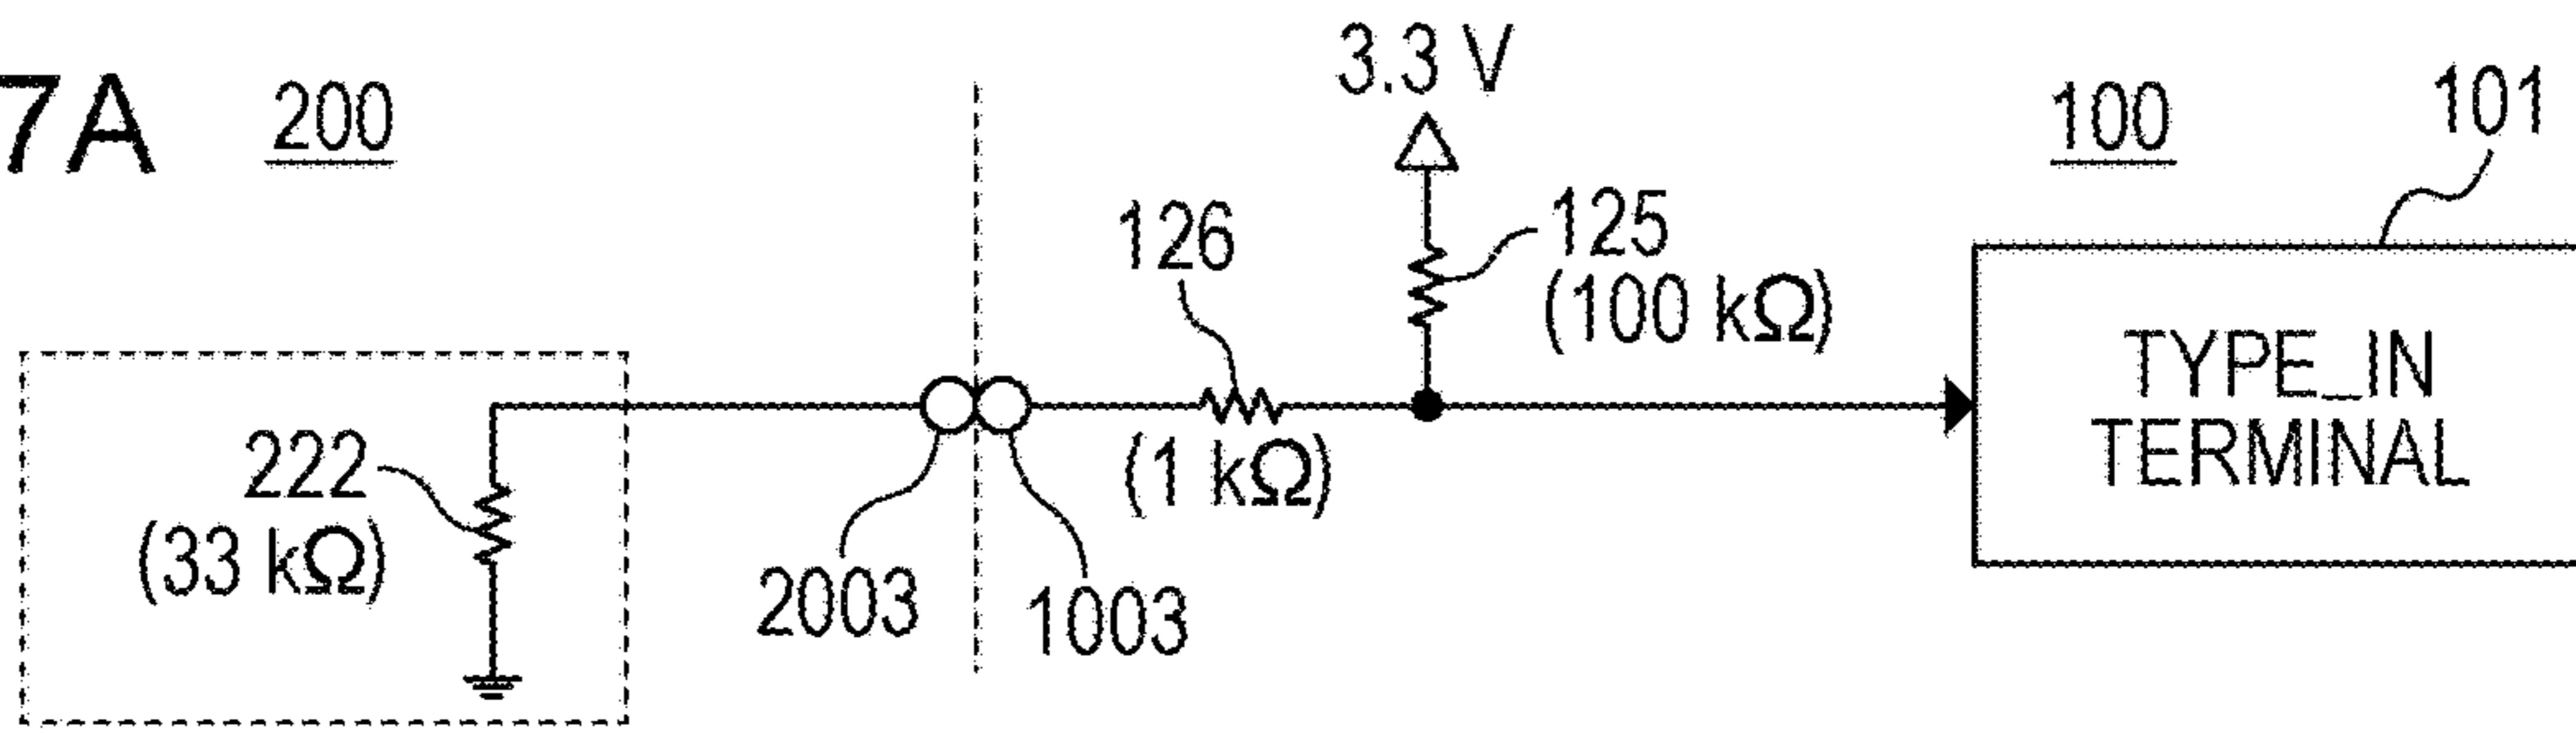 7A
200
3.3 V
100
101
126
125
(100 kΩ)
TYPE_IN
TERMINAL
222
(33 kΩ)
(1 kΩ)
2003
1003